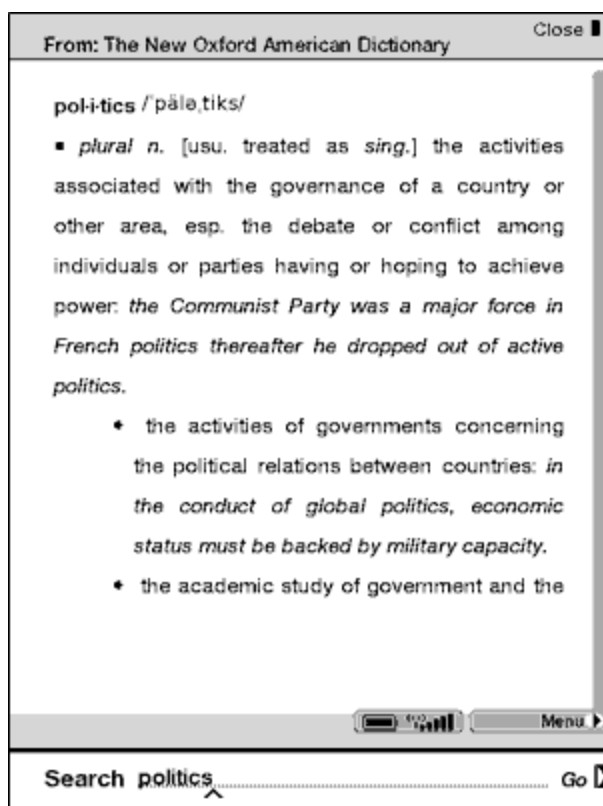 Close
From: The New Oxford American Dictionary
pol·i·tics /ˈpäləˌtiks/
▪ plural n. [usu. treated as sing.] the activities
associated with the governance of a country or
other area, esp. the debate or conflict among
individuals or parties having or hoping to achieve
power: the Communist Party was a major force in
French politics thereafter he dropped out of active
politics.
the activities of governments concerning
the political relations between countries: in
the conduct of global politics, economic
status must be backed by military capacity.
the academic study of government and the
Menu
Search politics Go